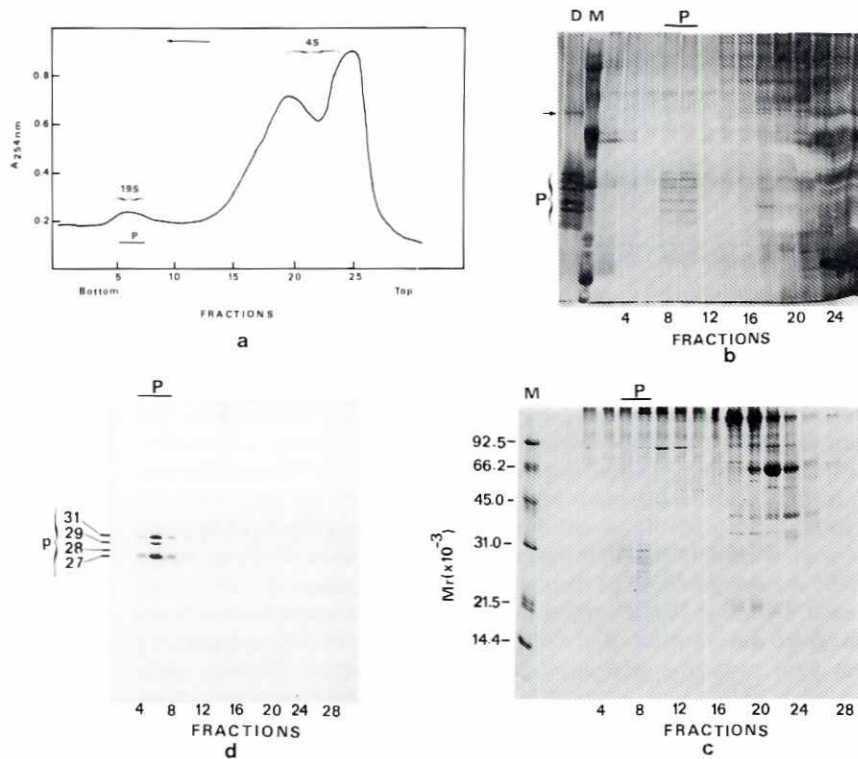 4S
0.8
0.6
0.4
0.2
A254nm
19S
P
5 10 15 20 25
Bottom Top
FRACTIONS
a
D M P
P
4 8 12 16 20 24
FRACTIONS
b
P
31
29
28
27
P
4 8 12 16 20 24 28
FRACTIONS
d
M P
92.5-
66.2-
45.0-
31.0-
21.5-
14.4-
Mr(x10⁻³)
4 8 12 16 20 24 28
FRACTIONS
c